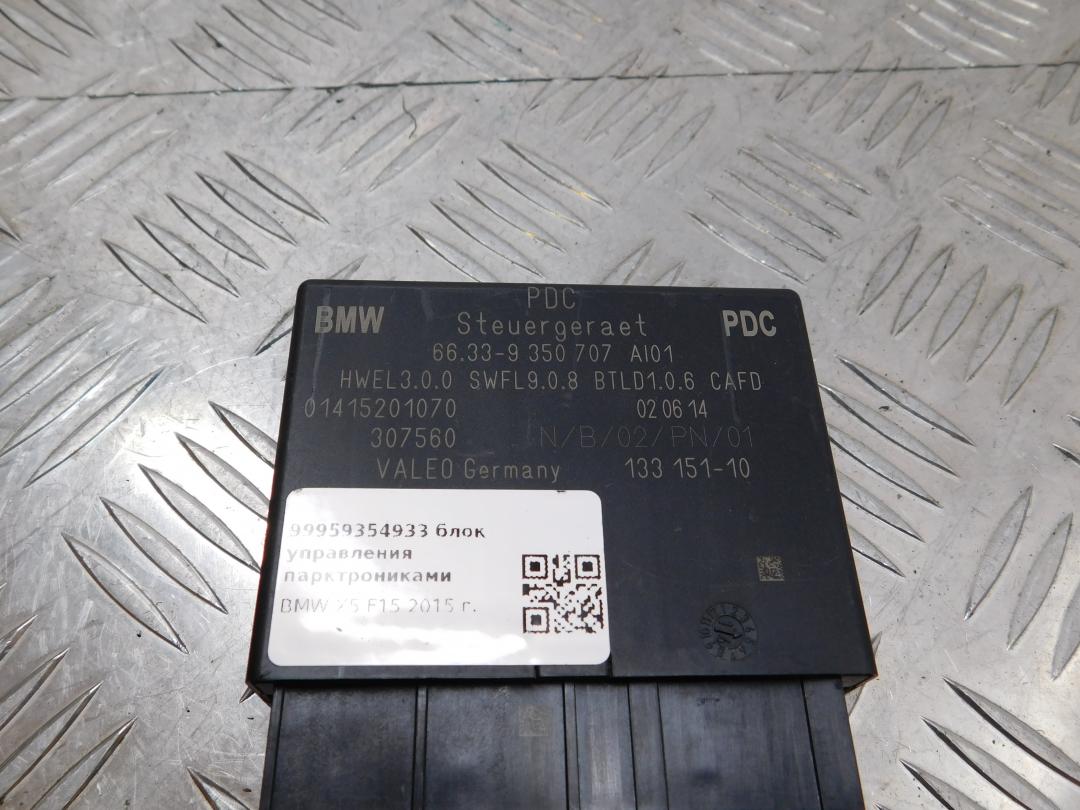 PDC
BMW Steuergeraet PDC
66.33-9 350 707 AI01
HWEL3.0.0 SWFL9.0.8 BTLD1.0.6 CAFD
01415201070 02 06 14
307560 N/B/02/PN/01
VALEO Germany 133 151-10
99959354933 блок
управления
парктрониками
BMW X5 F15 2015 г.